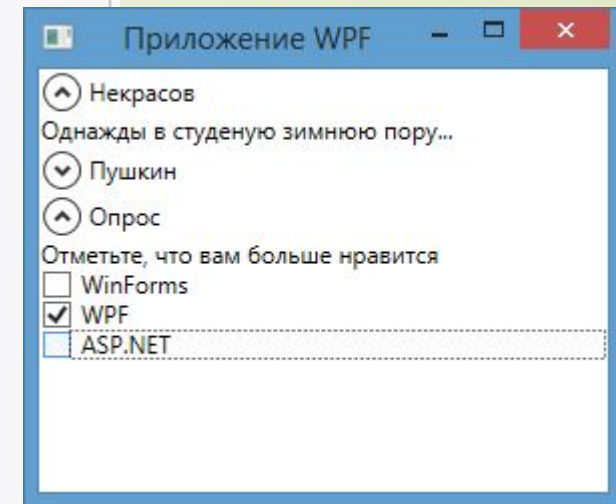 Приложение WPF
Некрасов
Однажды в студеную зимнюю пору...
Пушкин
Опрос
Отметьте, что вам больше нравится
WinForms
WPF
ASP.NET